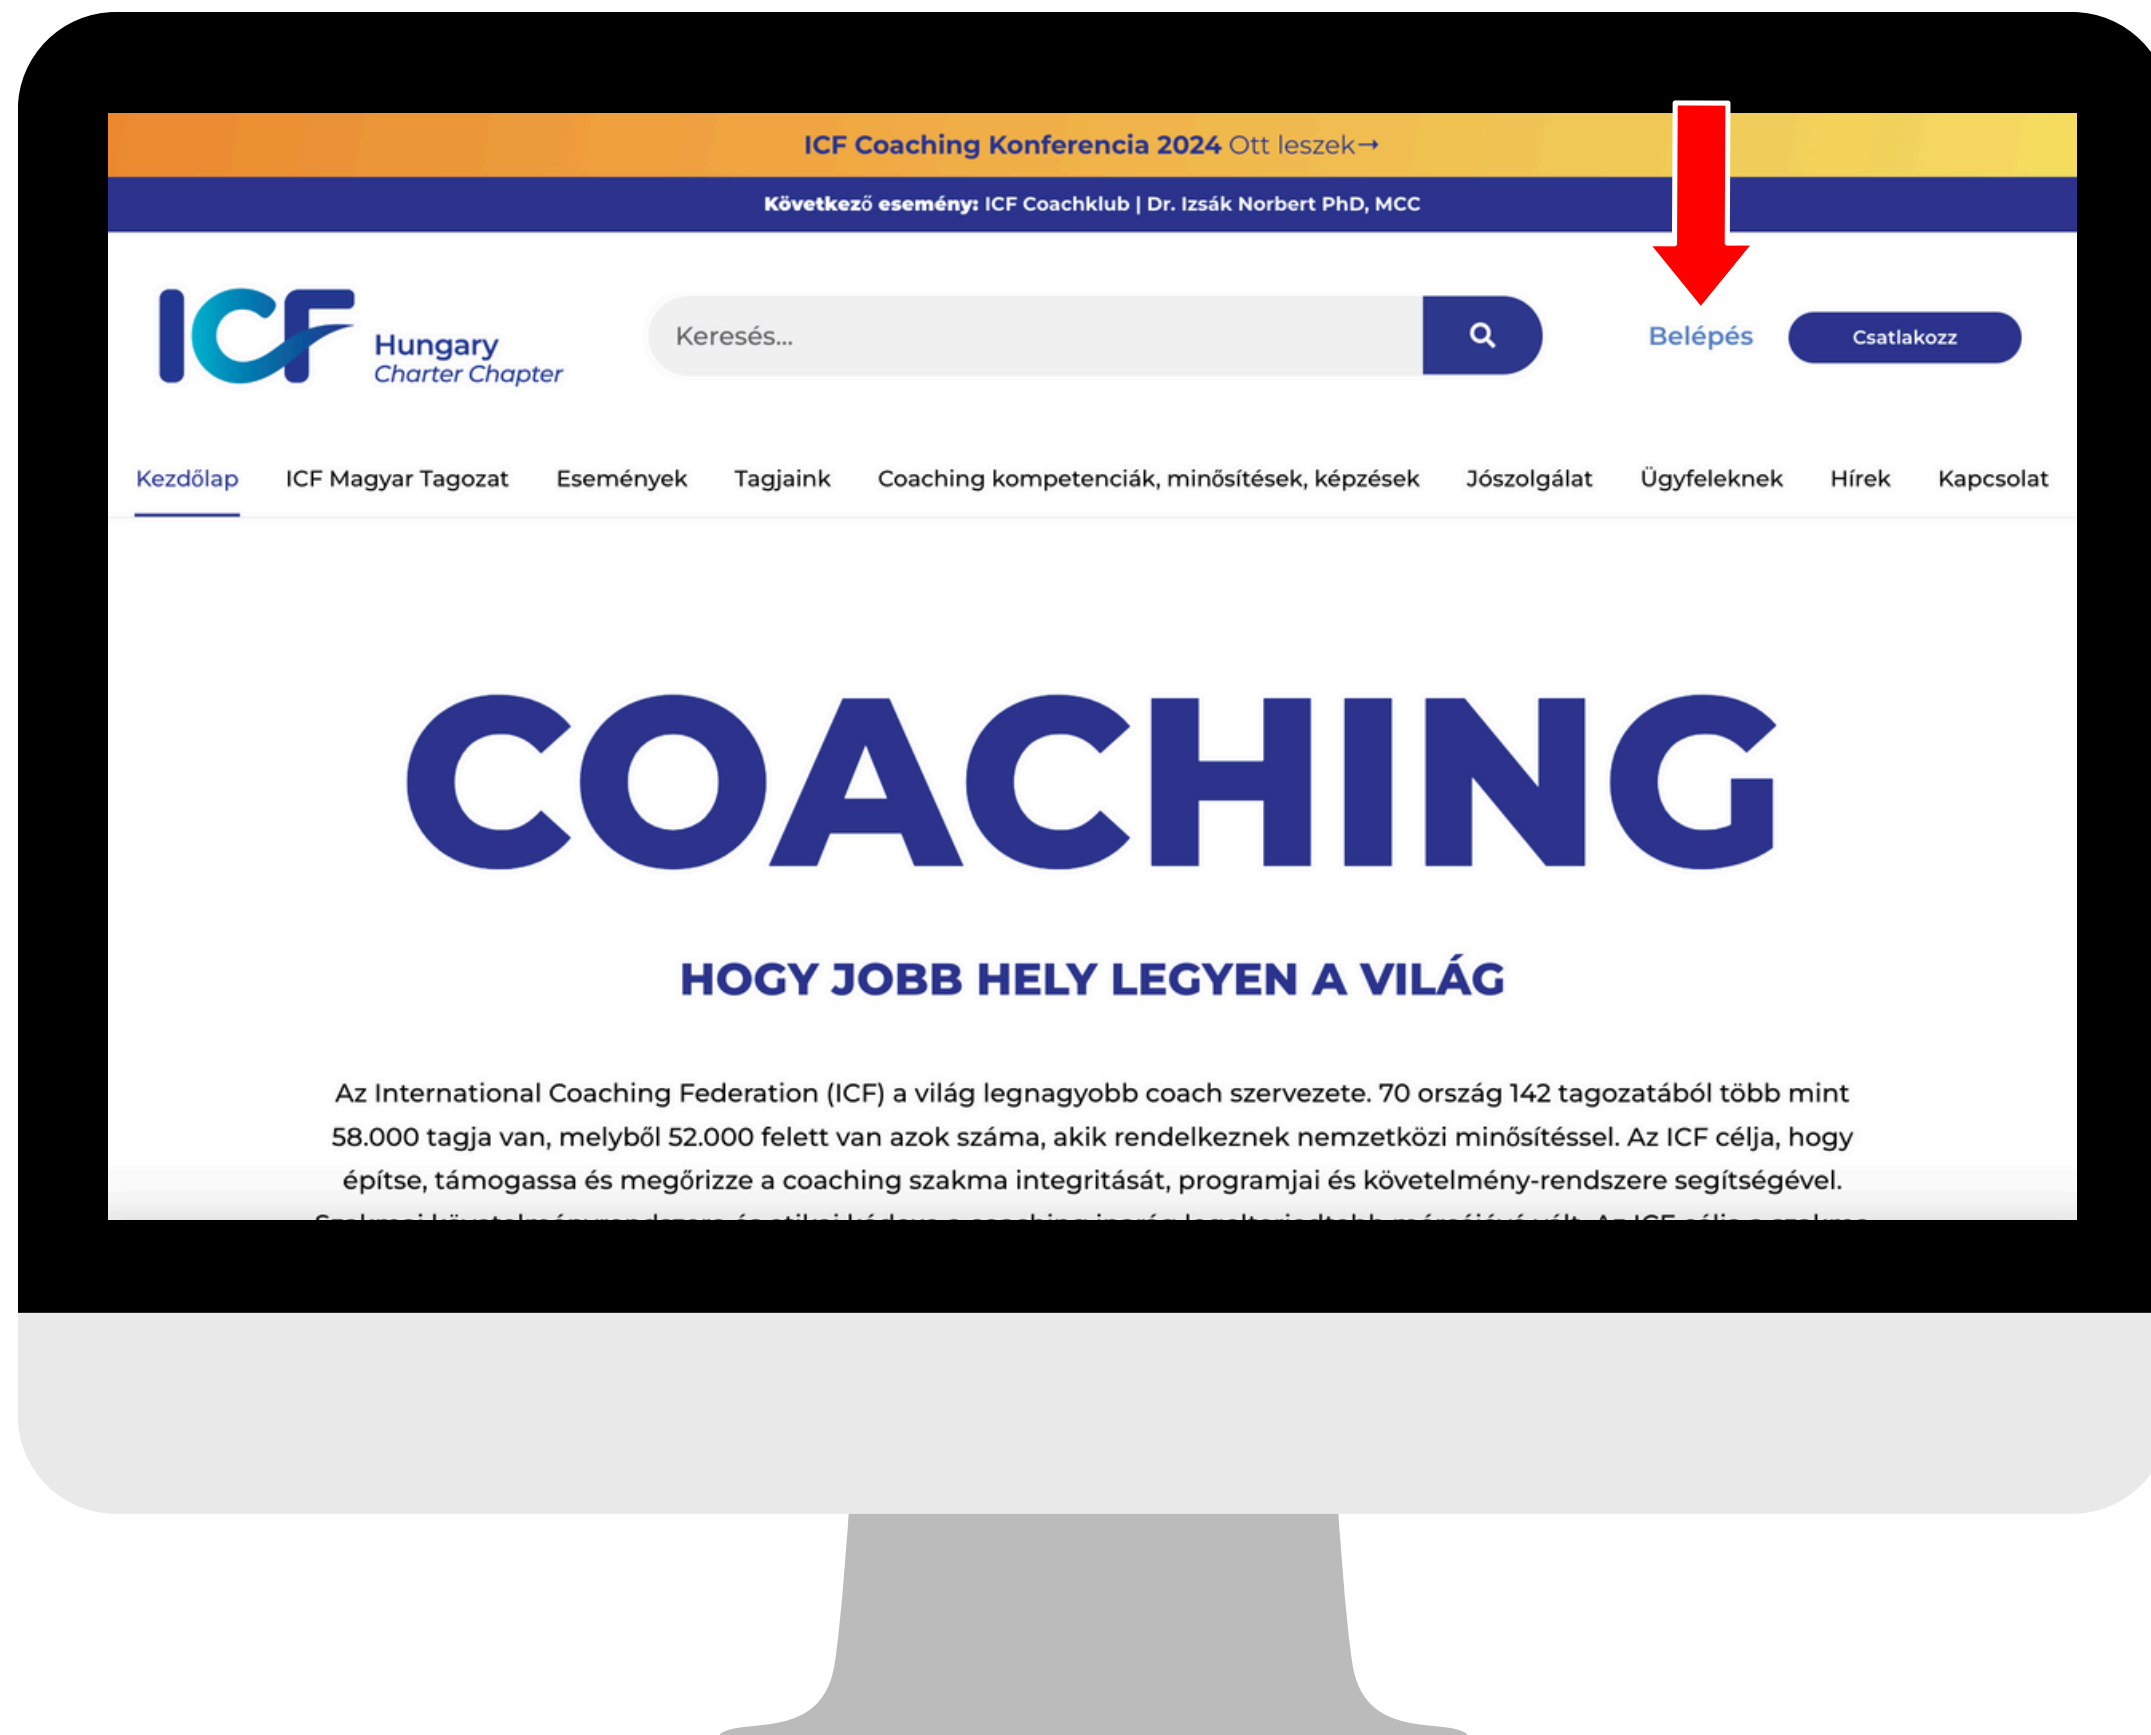 ICF Coaching Konferencia 2024 Ott leszek→
Következő esemény: ICF Coachklub | Dr. Izsák Norbert PhD, MCC
ICF
Hungary
Charter Chapter
Keresés...
Belépés
Csatlakozz
Kezdőlap ICF Magyar Tagozat Események Tagjaink Coaching kompetenciák, minősítések, képzések Jószolgálat Ügyfeleknek Hírek Kapcsolat
COACHING
HOGY JOBB HELY LEGYEN A VILÁG
Az International Coaching Federation (ICF) a világ legnagyobb coach szervezete. 70 ország 142 tagozatából több mint
58.000 tagja van, melyből 52.000 felett van azok száma, akik rendelkeznek nemzetközi minősítéssel. Az ICF célja, hogy
építse, támogassa és megőrizze a coaching szakma integritását, programjai és követelmény-rendszere segítségével.